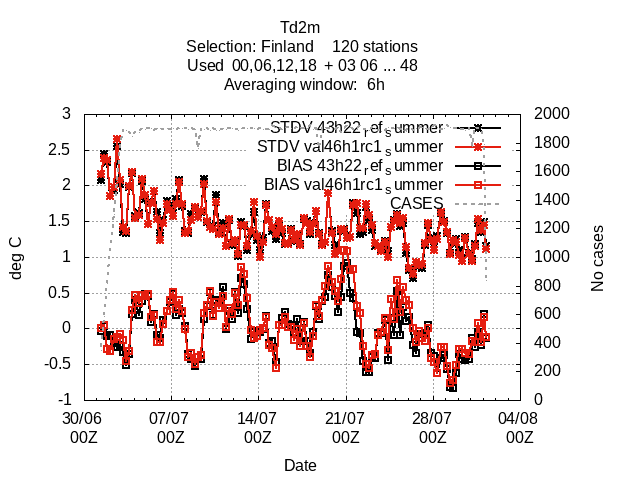 Td2m
Selection: Finland 120 stations
Used 00,06,12,18 + 03 06 ... 48
Averaging window: 6h
3 2000
STDV 43h22_ref_summer
STDV val46h1rc1_summer
BIAS 43h22_ref_summer
BIAS val46h1rc1_summer
CASES
2.5 1800
2 1600
1.5 1400
1 1200
0.5 1000
0 800
-0.5 600
-1 400
200
0
deg C
No cases
30/06 07/07 14/07 21/07 28/07 04/08
00Z 00Z 00Z 00Z 00Z 00Z
Date